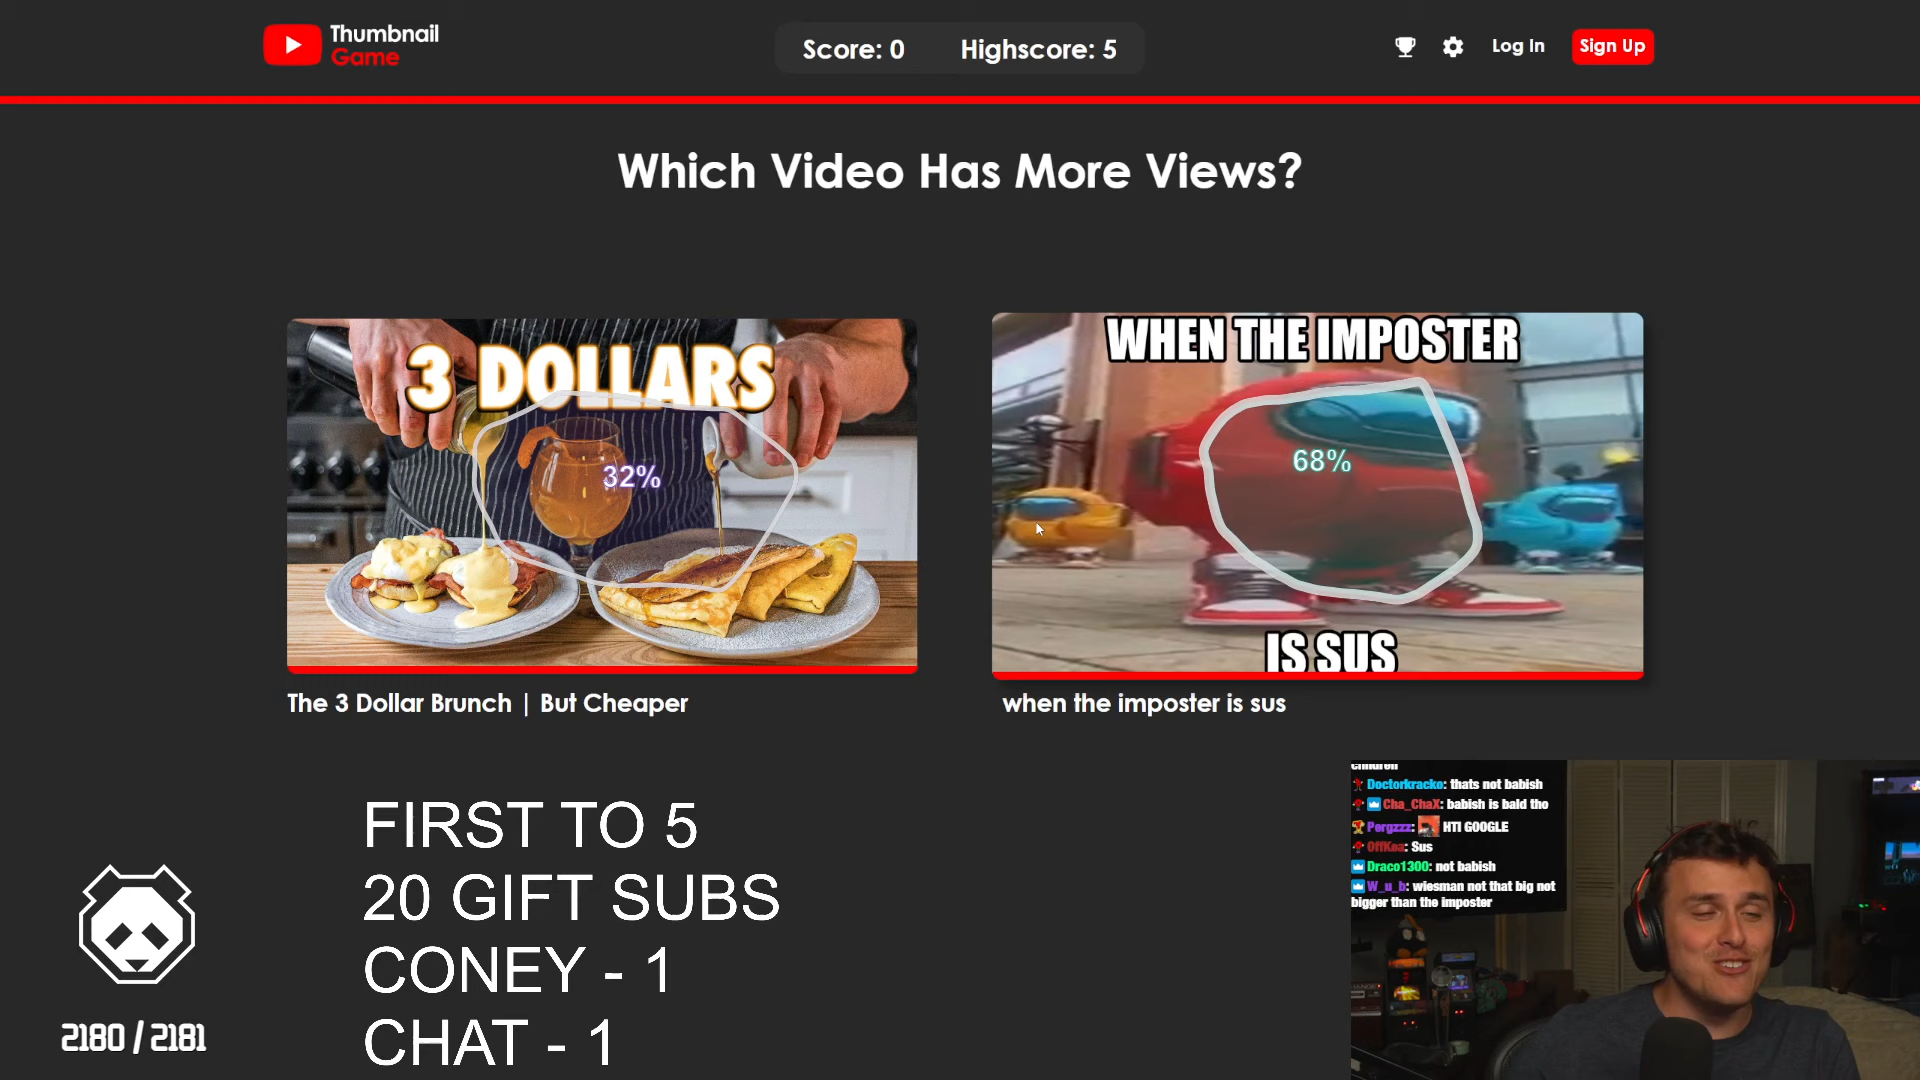 Thumbnail
Game
Score: 0
Highscore: 5
Log In
Sign Up
Which Video Has More Views?
3 DOLLARS
32%
WHEN THE IMPOSTER
68%
IS SUS
The 3 Dollar Brunch | But Cheaper
when the imposter is sus
FIRST TO 5
20 GIFT SUBS
CONEY - 1
CHAT - 1
2180 / 2181
children
Doctorkracko: thats not babish
Cha_ChaX: babish is bald tho
Porgzzz: HTI GOOGLE
OffKoa: Sus
Draco1300: not babish
W_u_b: wiesman not that big not
bigger than the imposter